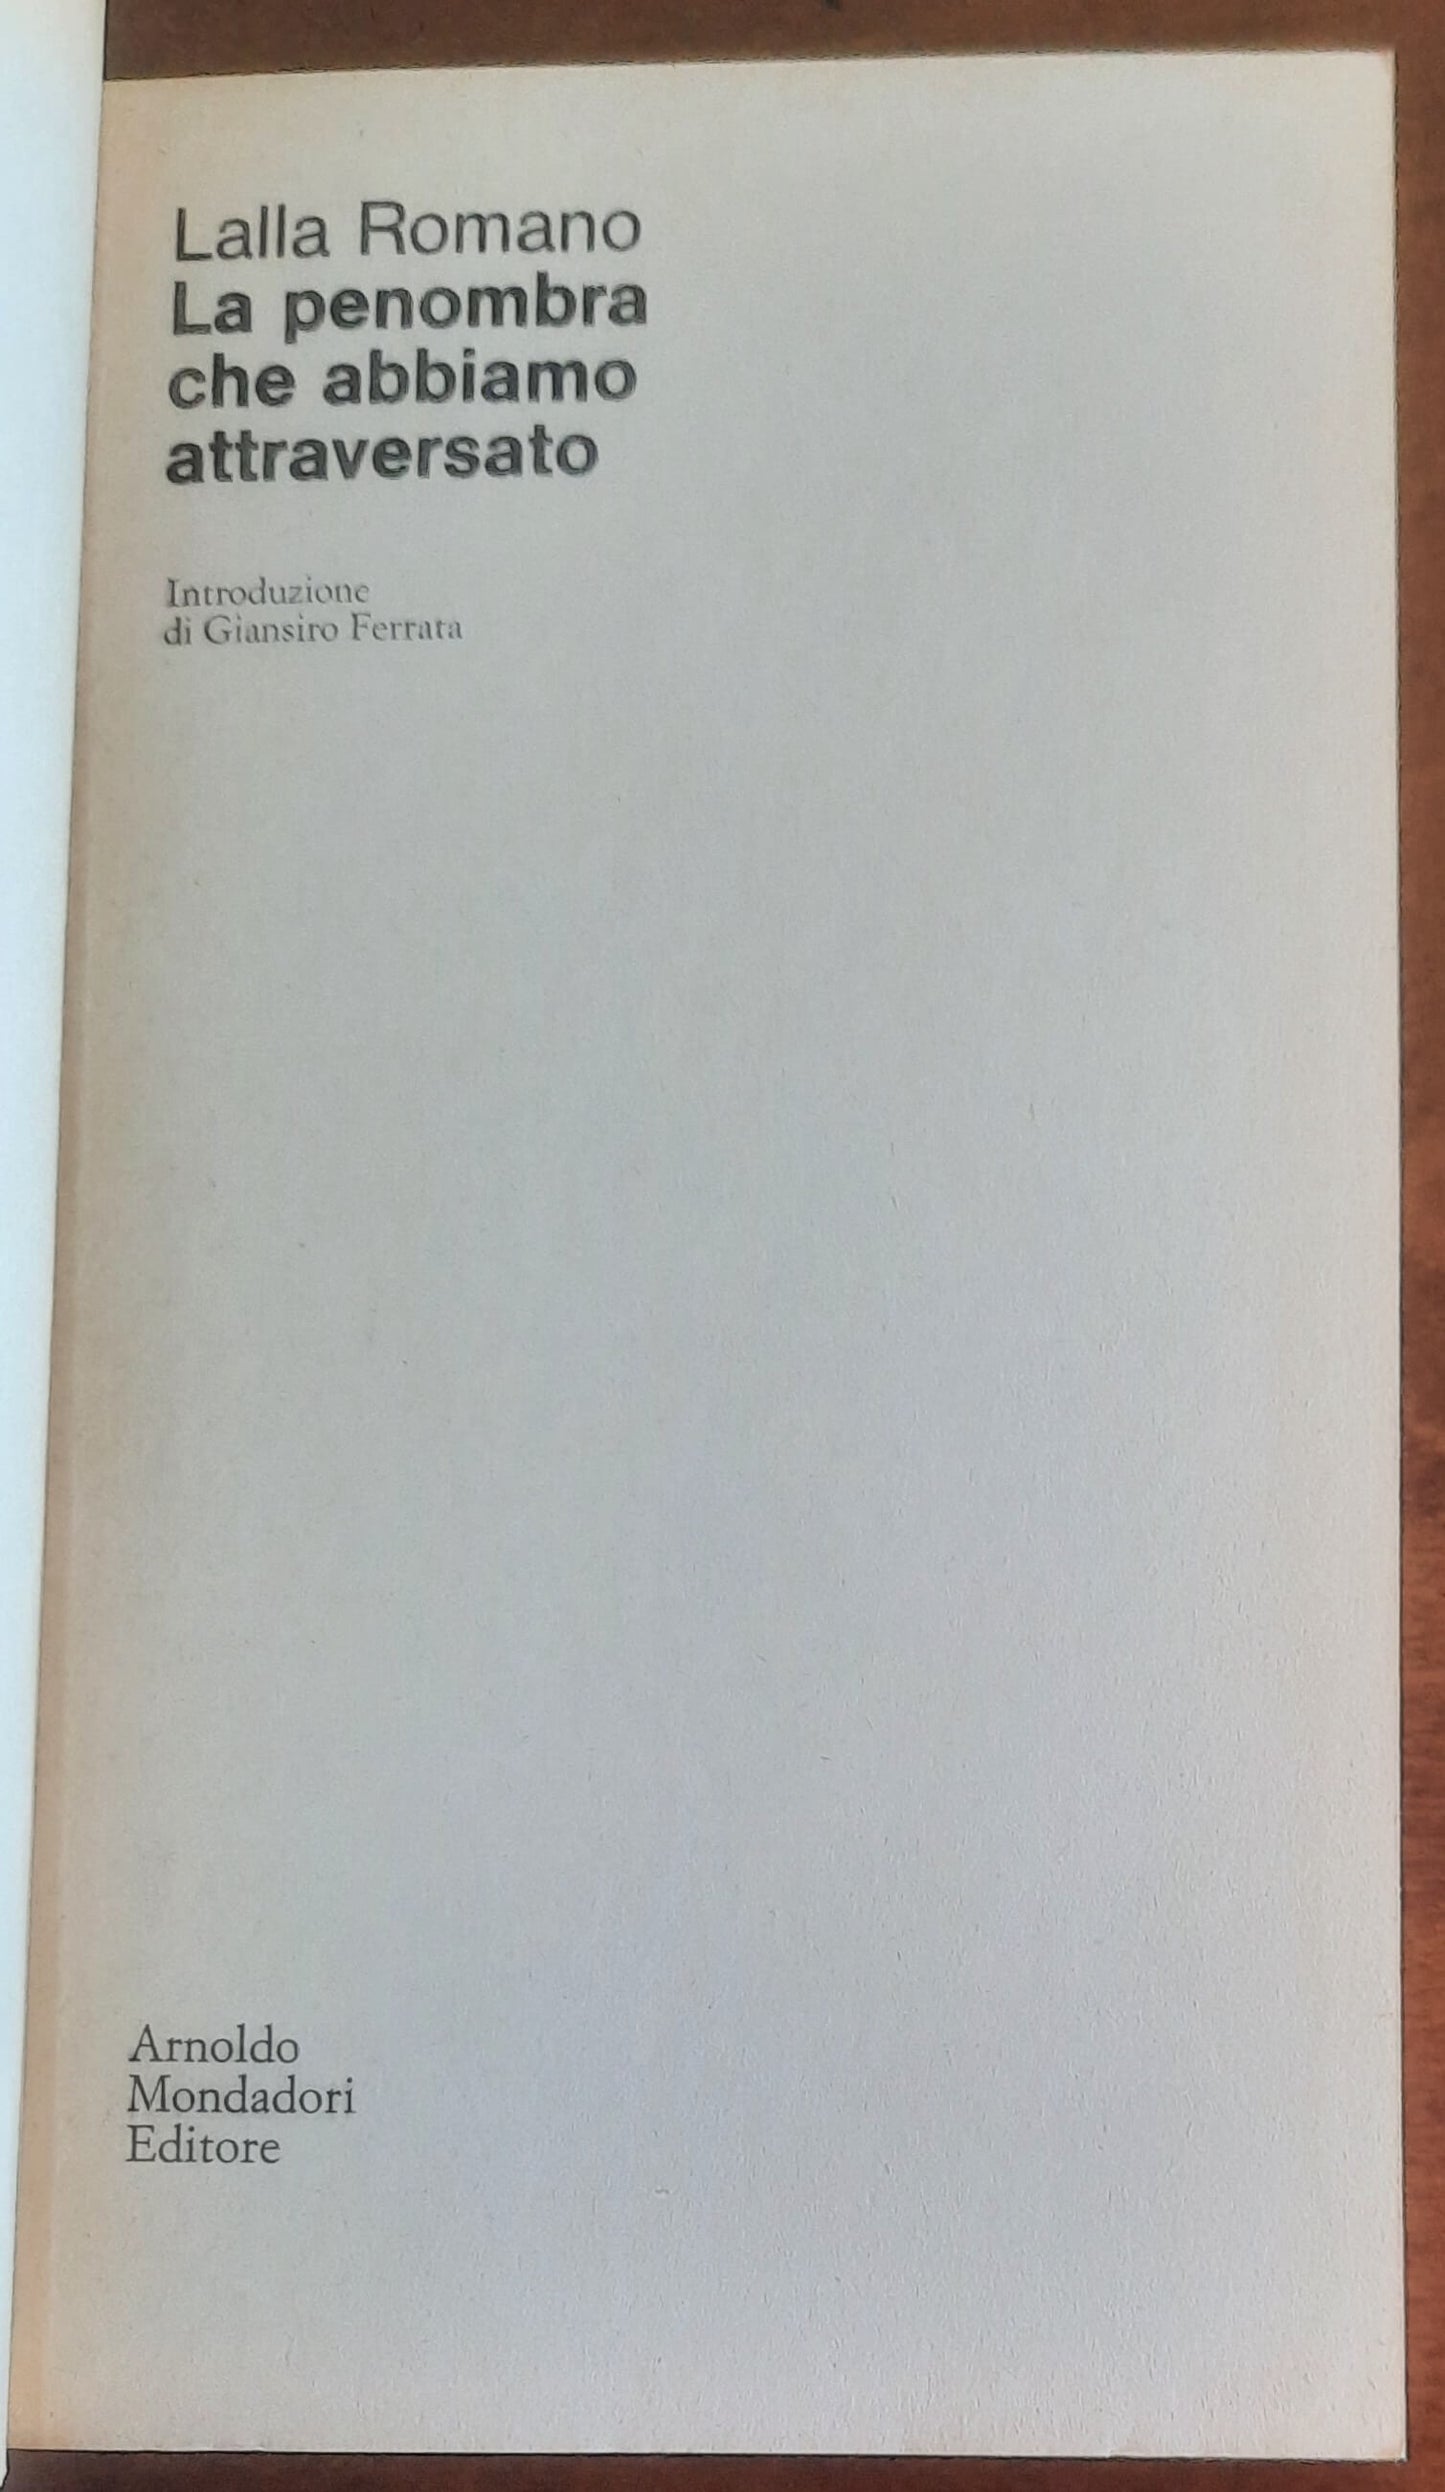 Lalla Romano
La penombra
che abbiamo
attraversato
Introduzione
di Giansiro Ferrata
Arnoldo
Mondadori
Editore